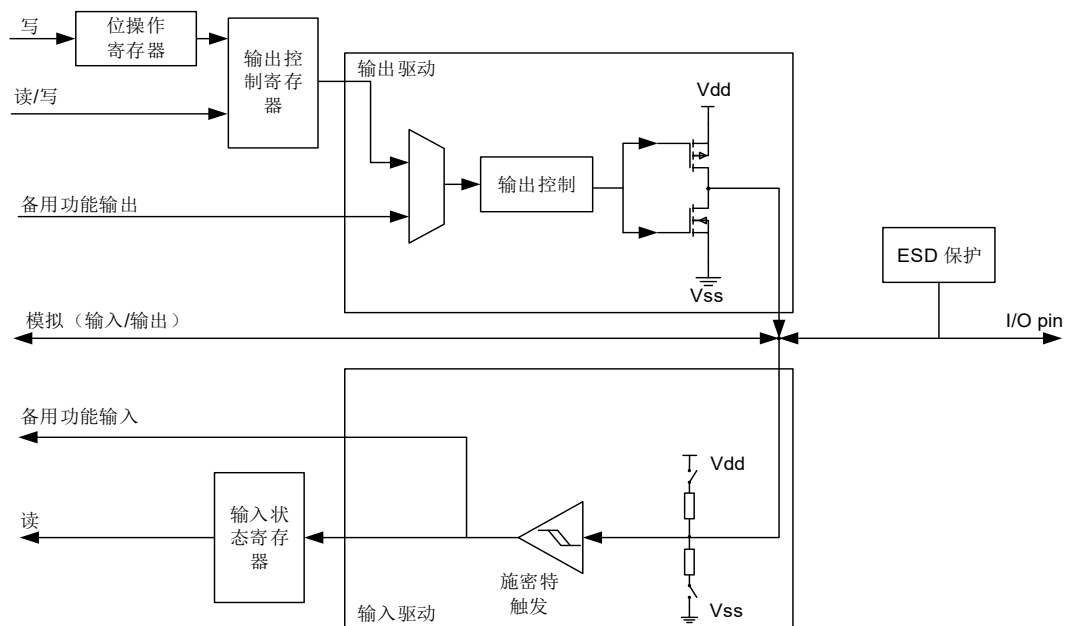 写
位操作
寄存器
输出控
制寄存
器
读/写
输出驱动
Vdd
输出控制
备用功能输出
Vss
ESD 保护
模拟（输入/输出）
I/O pin
备用功能输入
Vdd
输入状
态寄存
器
读
施密特
触发
Vss
输入驱动